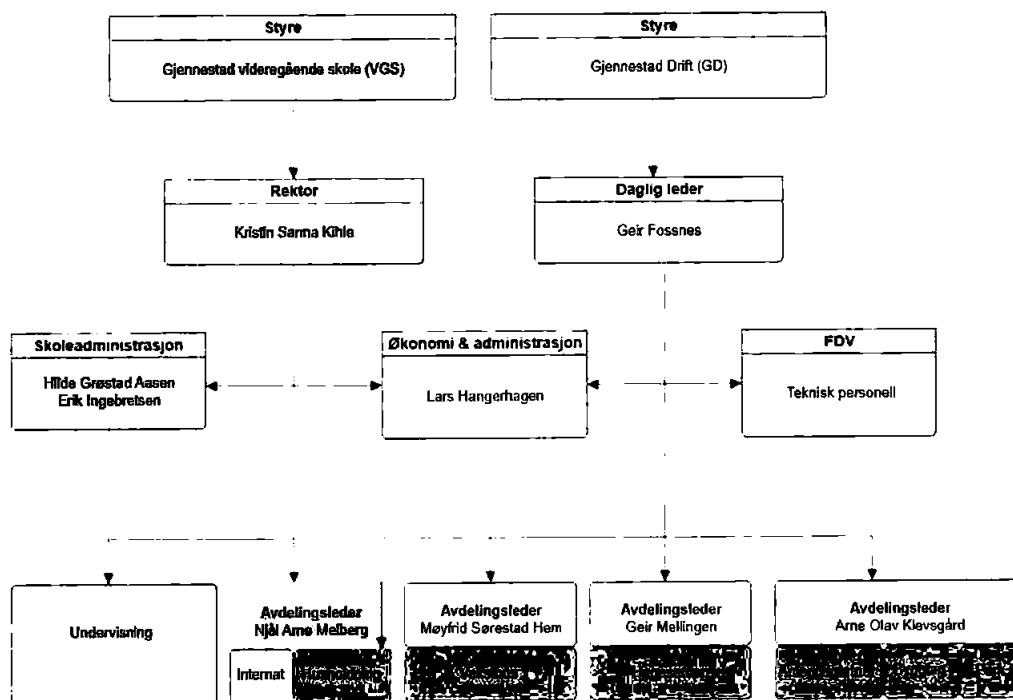 Styre
Gjennestad videregående skole (VGS)
Styre
Gjennestad Drift (GD)
Rektor
Kristin Sanna Kihle
Daglig leder
Geir Fossnes
Skoleadministrasjon
Hilde Grøstad Aasen
Erik Ingebretsen
Økonomi & administrasjon
Lars Hangerhagen
FDV
Teknisk personell
Undervisning
Avdelingsleder
Njål Arne Melberg
Internat
Avdelingsleder
Møyfrid Sørestad Hem
Avdelingsleder
Geir Mellingen
Avdelingsleder
Arne Olav Klevsgård